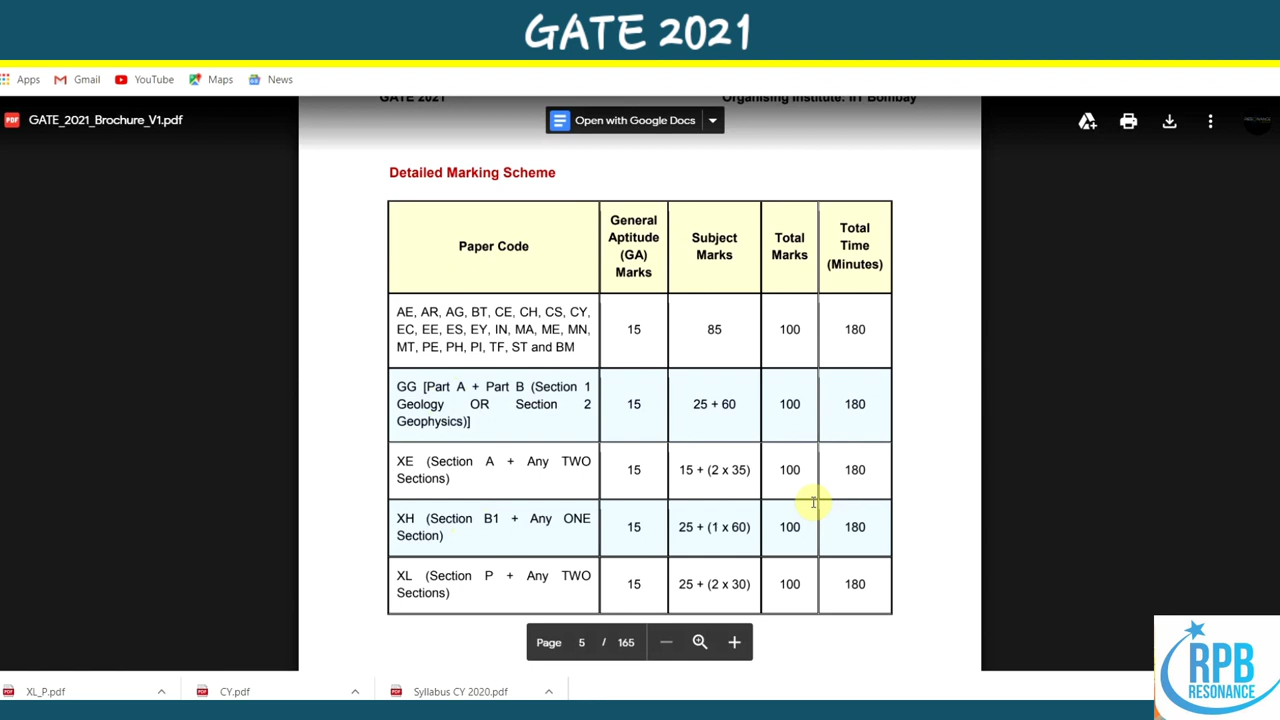 GATE 2021
Apps Gmail YouTube Maps News
GATE 2021 Organising Institute: IIT Bombay
GATE_2021_Brochure_V1.pdf
Open with Google Docs
Detailed Marking Scheme
Paper Code
General Aptitude (GA) Marks
Subject Marks
Total Marks
Total Time (Minutes)
AE, AR, AG, BT, CE, CH, CS, CY,
EC, EE, ES, EY, IN, MA, ME, MN,
MT, PE, PH, PI, TF, ST and BM
15 85 100 180
GG [Part A + Part B (Section 1
Geology OR Section 2
Geophysics)]
15 25 + 60 100 180
XE (Section A + Any TWO
Sections)
15 15 + (2 x 35) 100 180
XH (Section B1 + Any ONE
Section)
15 25 + (1 x 60) 100 180
XL (Section P + Any TWO
Sections)
15 25 + (2 x 30) 100 180
Page 5 / 165
XL_P.pdf CY.pdf Syllabus CY 2020.pdf
RPB
RESONANCE